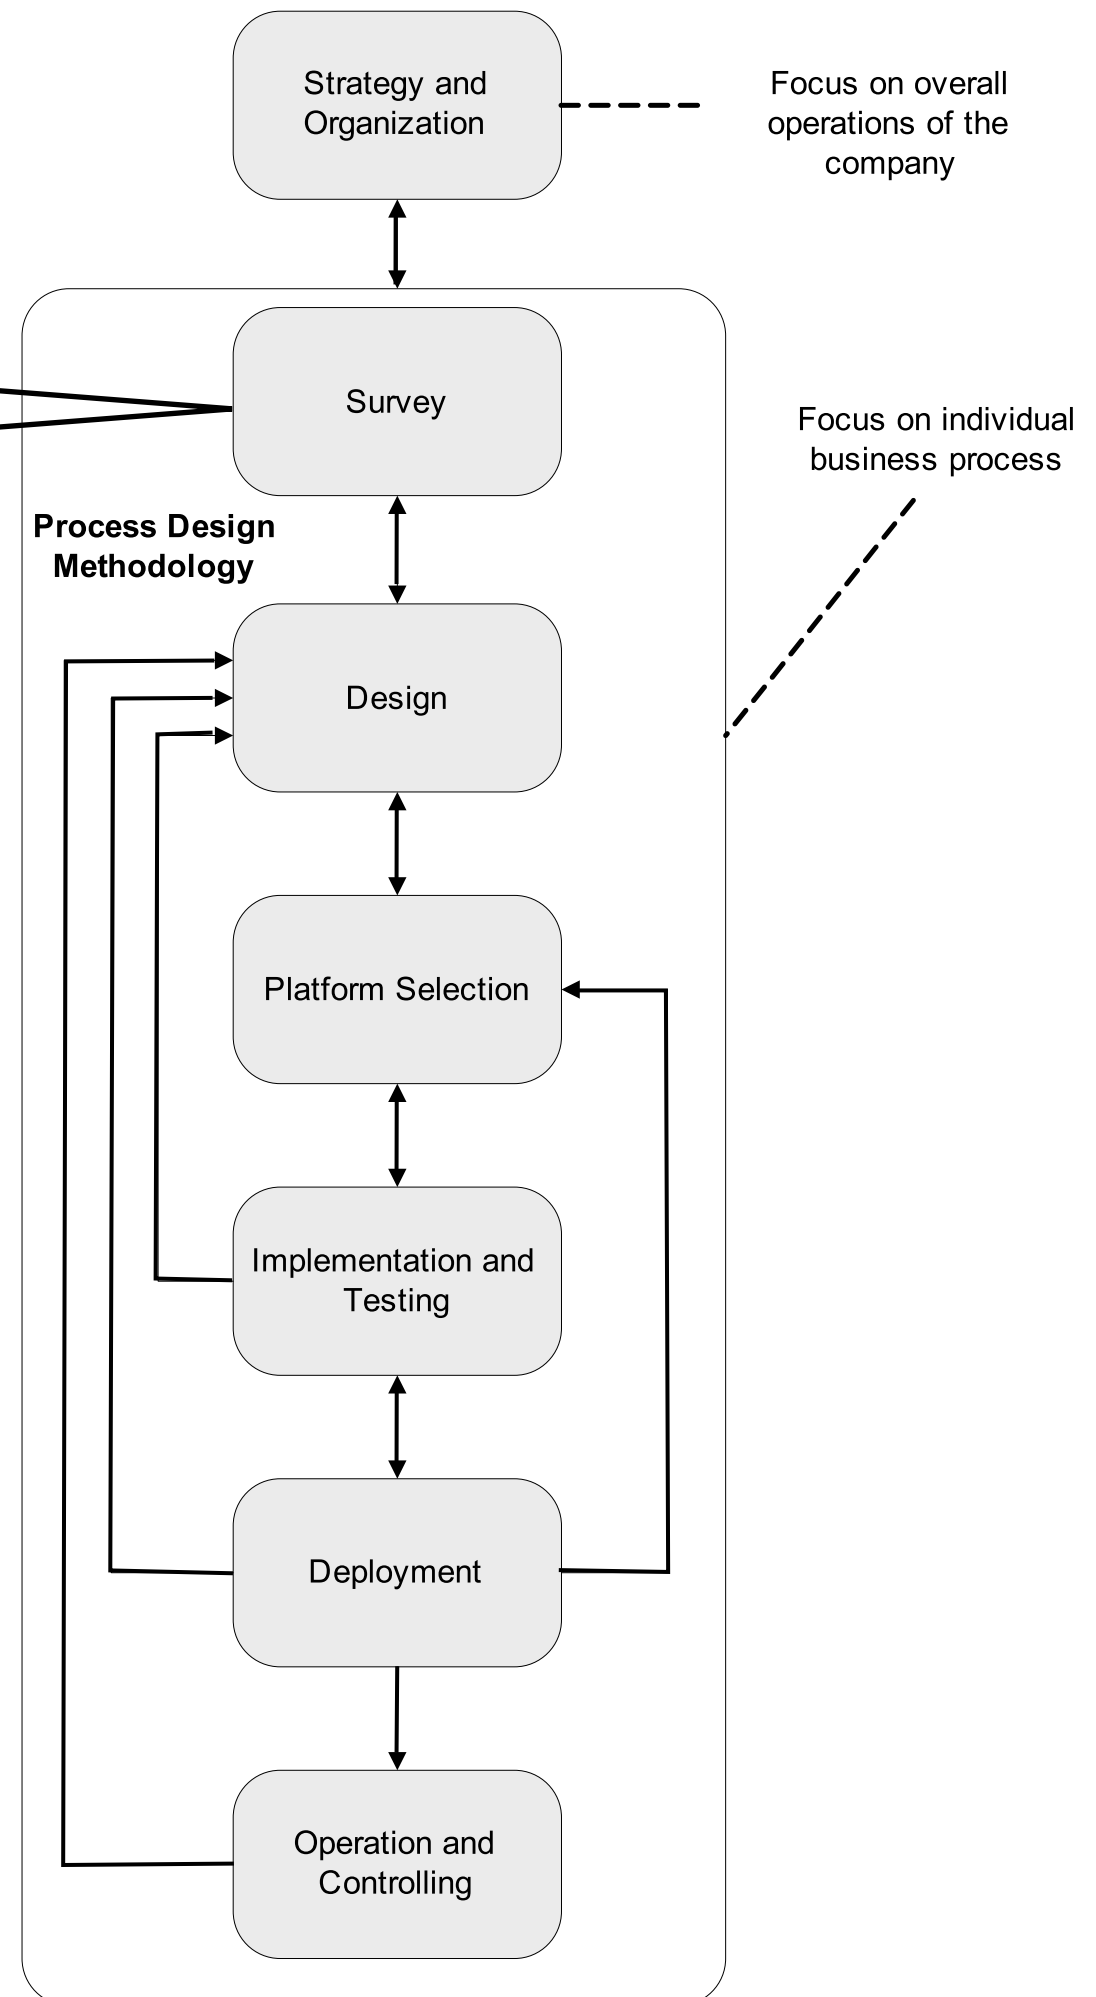 Strategy and
Organization
Focus on overall
operations of the
company
Survey
Focus on individual
business process
Process Design
Methodology
Design
Platform Selection
Implementation and
Testing
Deployment
Operation and
Controlling